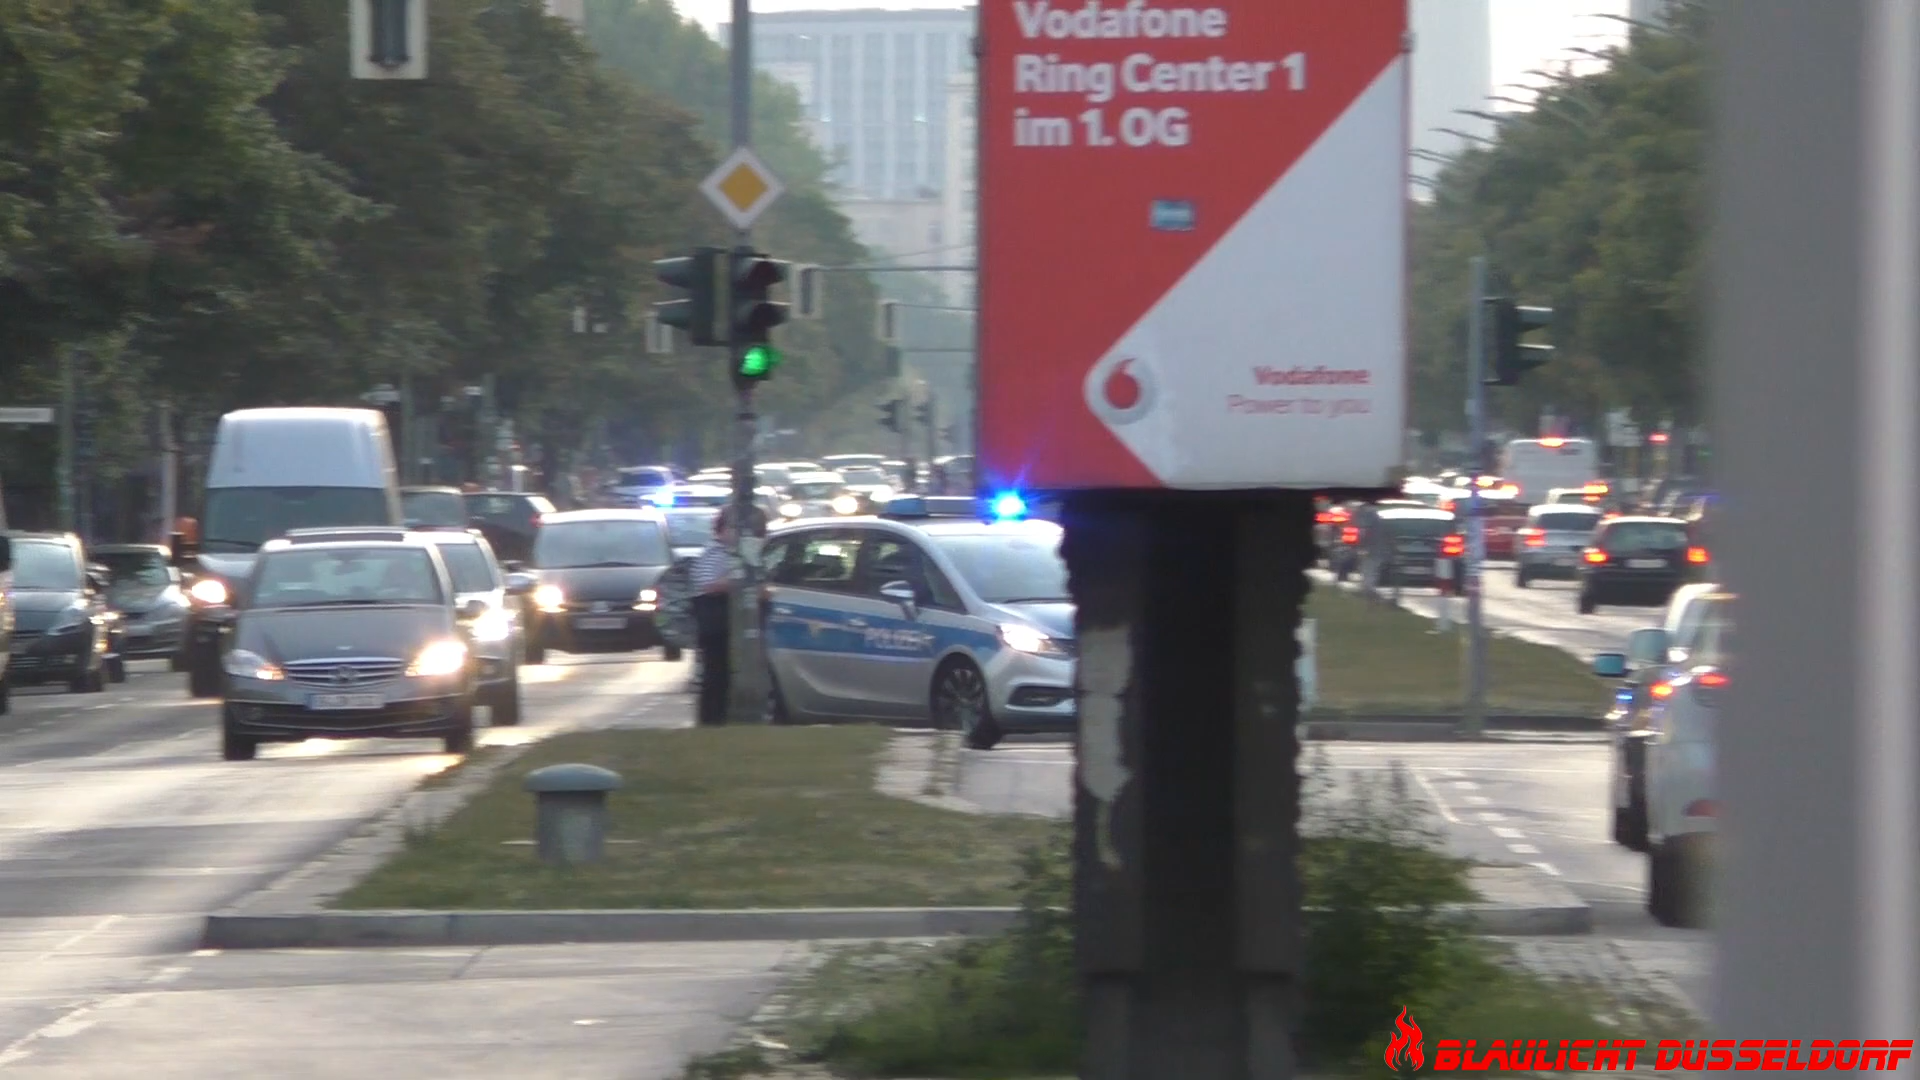 Vodafone
Ring Center 1
im 1. OG
Vodafone
Power to you
POLIZEI
BLAULICHT DUSSELDORF